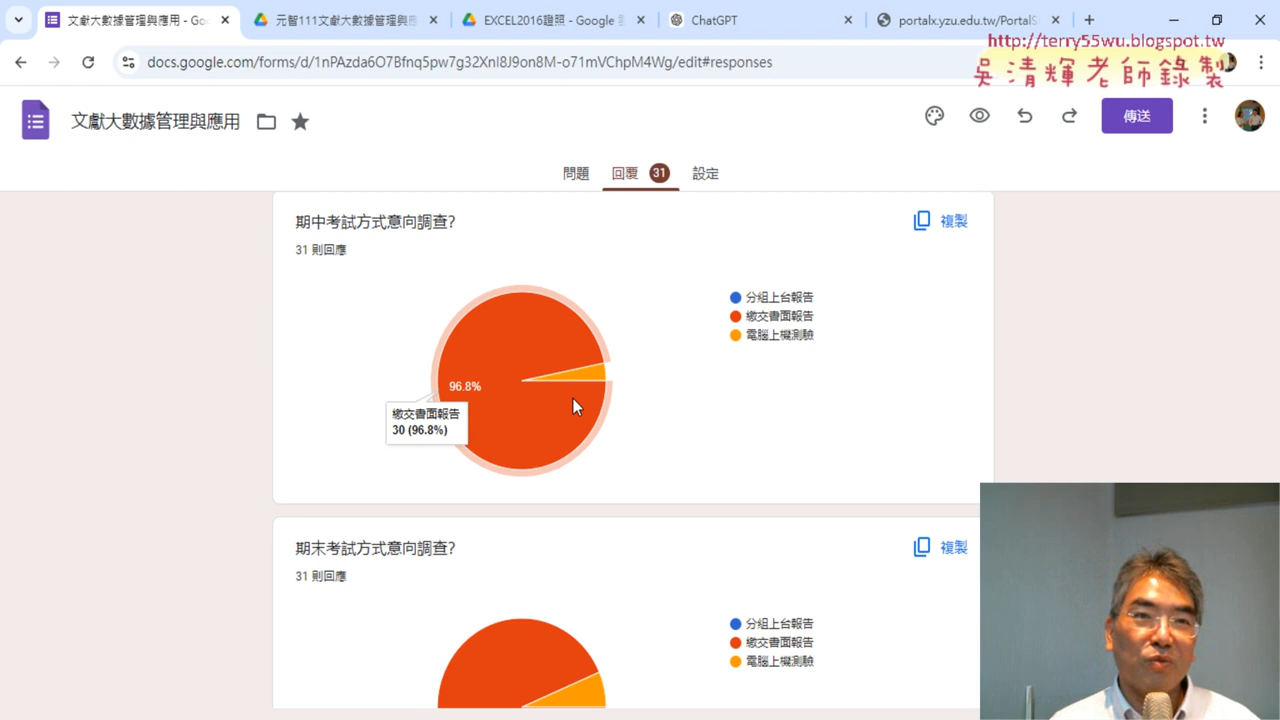 文獻大數據管理與應用 - Go
元智111文獻大數據管理與應
EXCEL2016證照 - Google
ChatGPT
portalx.yzu.edu.tw/PortalS
http://terry55wu.blogspot.tw
docs.google.com/forms/d/1nPAzda6O7Bfnq5pw7g32XnI8J9On8M-o71mVChpM4Wg/edit#responses
吳清輝老師錄製
文獻大數據管理與應用
傳送
問題
回覆 31
設定
期中考試方式意向調查?
複製
31 則回應
分組上台報告
繳交書面報告
電腦上機測驗
96.8%
繳交書面報告
30 (96.8%)
期末考試方式意向調查?
複製
31 則回應
分組上台報告
繳交書面報告
電腦上機測驗